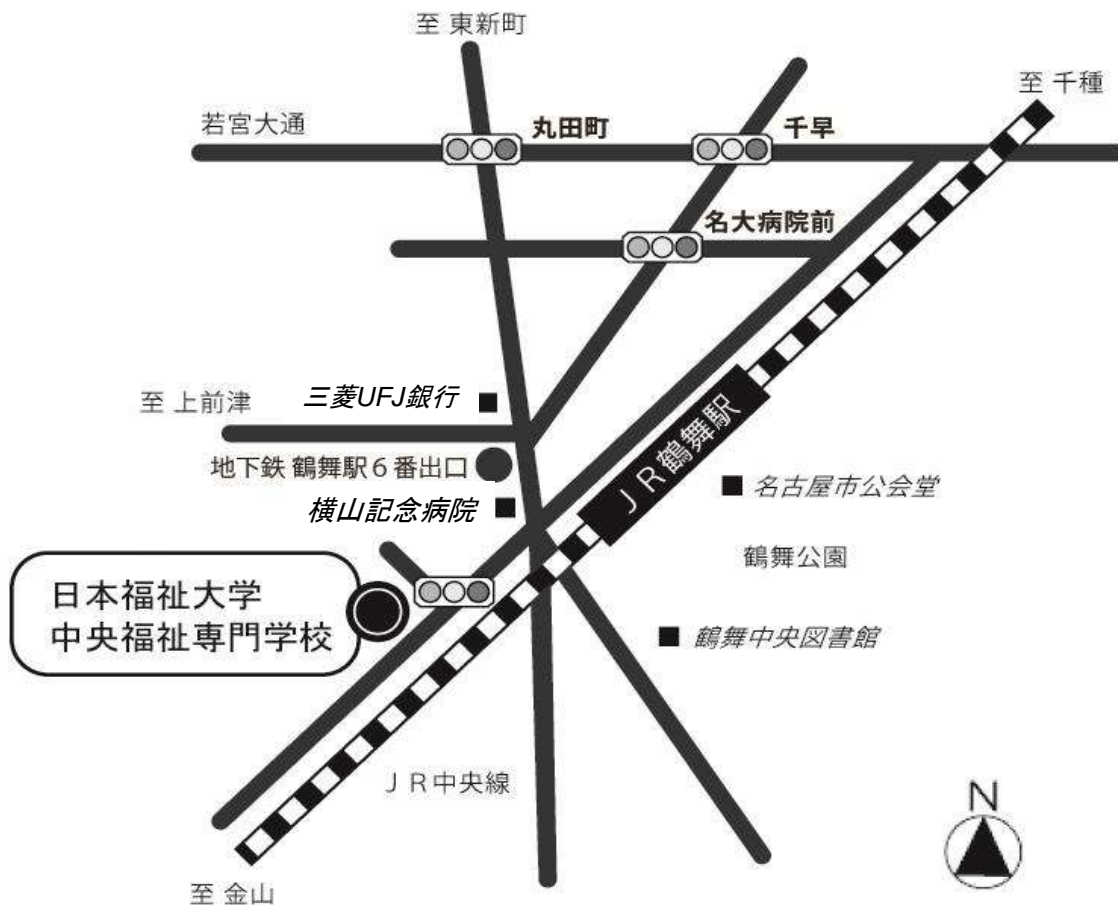 至 東新町
至 千種
若宮大通
丸田町
千早
名大病院前
三菱UFJ銀行
至 上前津
地下鉄 鶴舞駅6番出口
JR鶴舞駅
横山記念病院
名古屋市公会堂
鶴舞公園
日本福祉大学
中央福祉専門学校
鶴舞中央図書館
JR中央線
N
至 金山